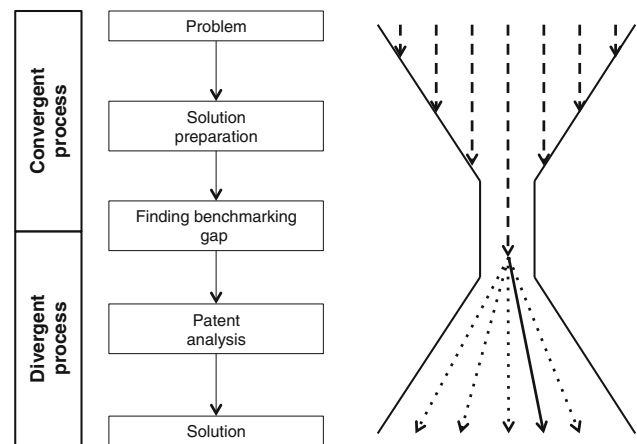 Convergent
process
Divergent
process
Problem
Solution
preparation
Finding benchmarking
gap
Patent
analysis
Solution